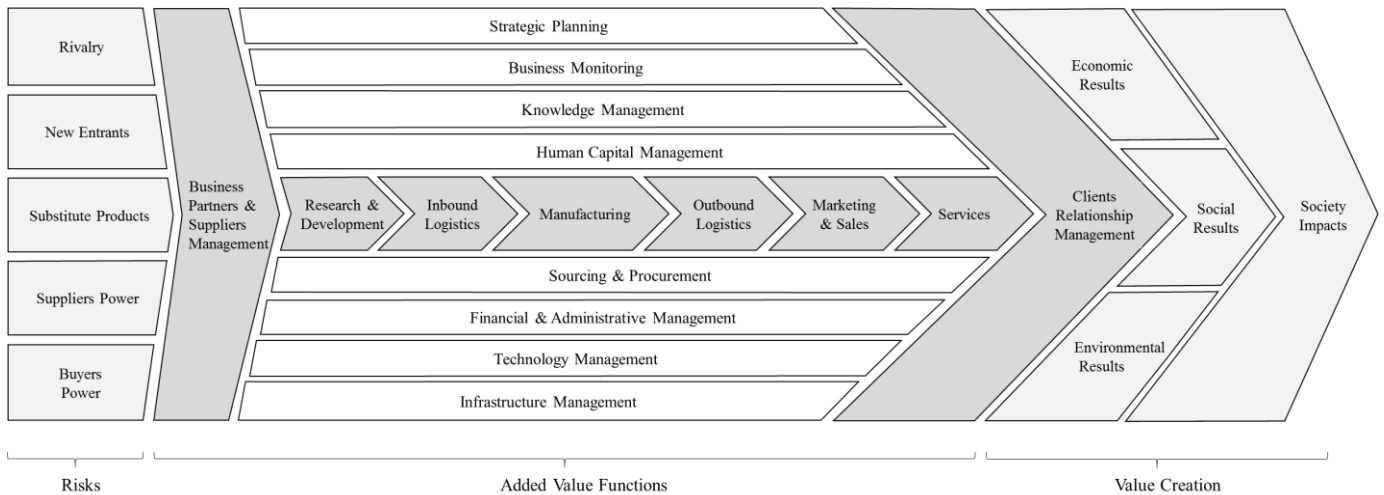 Rivalry
New Entrants
Substitute Products
Suppliers Power
Buyers
Power
Business
Partners &
Suppliers
Management
Strategic Planning
Business Monitoring
Knowledge Management
Human Capital Management
Research &
Development
Inbound
Logistics
Manufacturing
Outbound
Logistics
Marketing
& Sales
Services
Sourcing & Procurement
Financial & Administrative Management
Technology Management
Infrastructure Management
Clients
Relationship
Management
Economic
Results
Social
Results
Environmental
Results
Society
Impacts
Risks
Added Value Functions
Value Creation